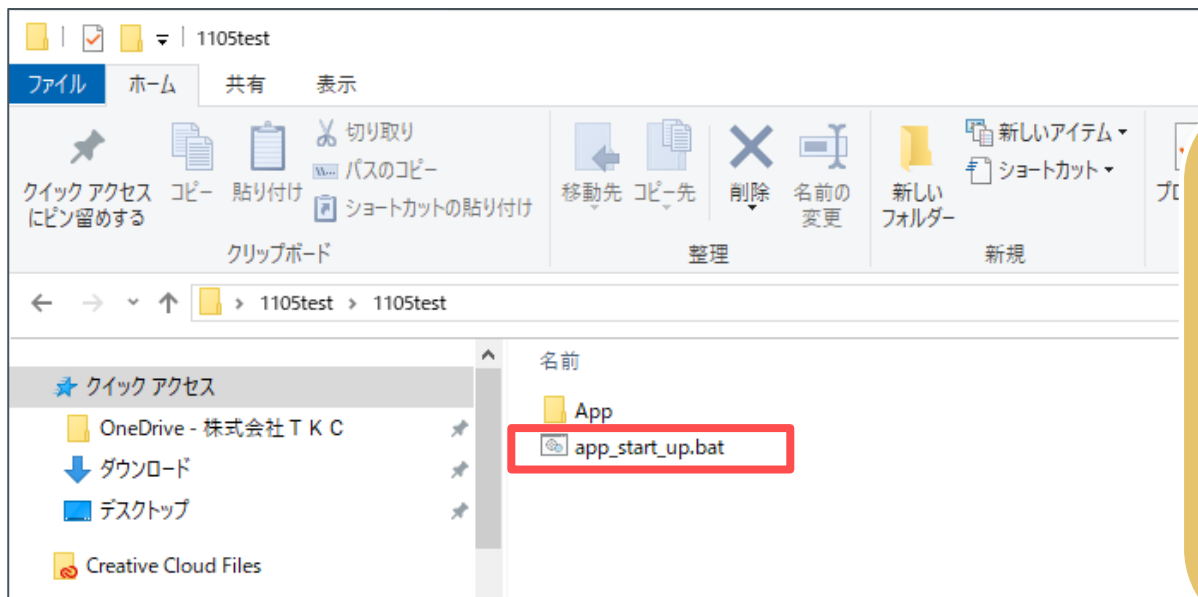 1105test
ファイル ホーム 共有 表示
クイック アクセス
にピン留めする
コピー
貼り付け
切り取り
パスのコピー
ショートカットの貼り付け
クリップボード
移動先
コピー先
削除
名前の
変更
整理
新しい
フォルダー
新しいアイテム
ショートカット
新規
プロ
1105test > 1105test
名前
クイック アクセス
OneDrive - 株式会社ＴＫＣ
ダウンロード
デスクトップ
Creative Cloud Files
App
app_start_up.bat